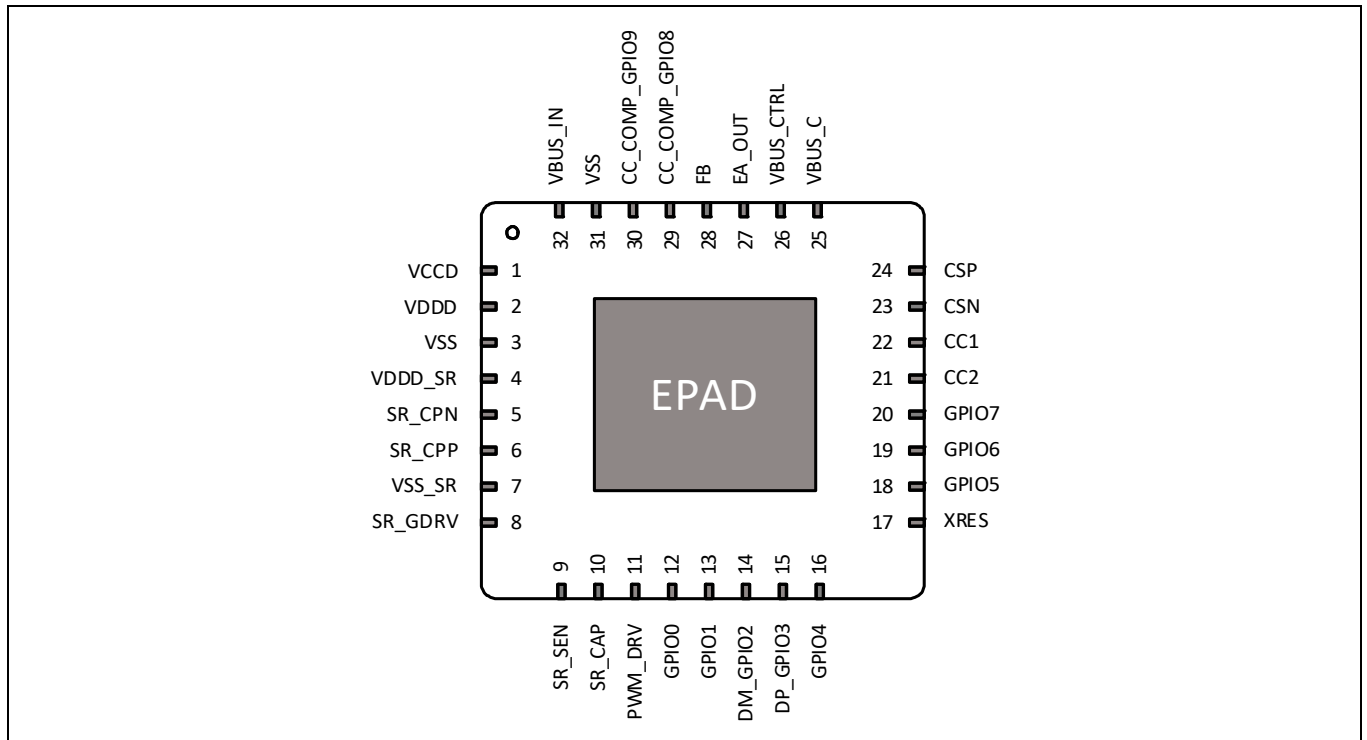 VBUS_IN
VSS
CC_COMP_GPIO9
CC_COMP_GPIO8
FB
EA_OUT
VBUS_CTRL
VBUS_C
32
31
30
29
28
27
26
25
VCCD 1
VDDD 2
VSS 3
VDDD_SR 4
SR_CPN 5
SR_CPP 6
VSS_SR 7
SR_GDRV 8
EPAD
24 CSP
23 CSN
22 CC1
21 CC2
20 GPIO7
19 GPIO6
18 GPIO5
17 XRES
9
10
11
12
13
14
15
16
SR_SEN
SR_CAP
PWM_DRV
GPIO0
GPIO1
DM_GPIO2
DP_GPIO3
GPIO4